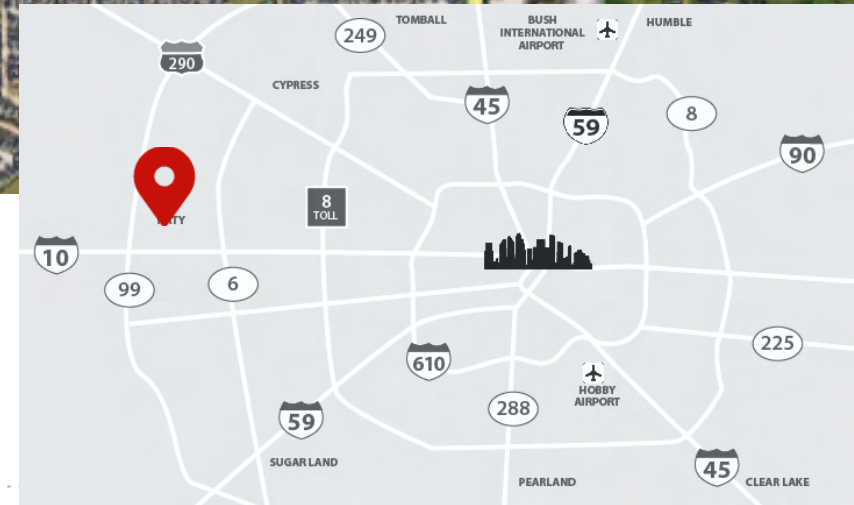 TOMBALL
BUSH
INTERNATIONAL
AIRPORT
HUMBLE
249
290
CYPRESS
45
59
8
90
8
TOLL
10
99
6
610
225
HOBBY
AIRPORT
288
59
SUGAR LAND
45
PEARLAND
CLEAR LAKE